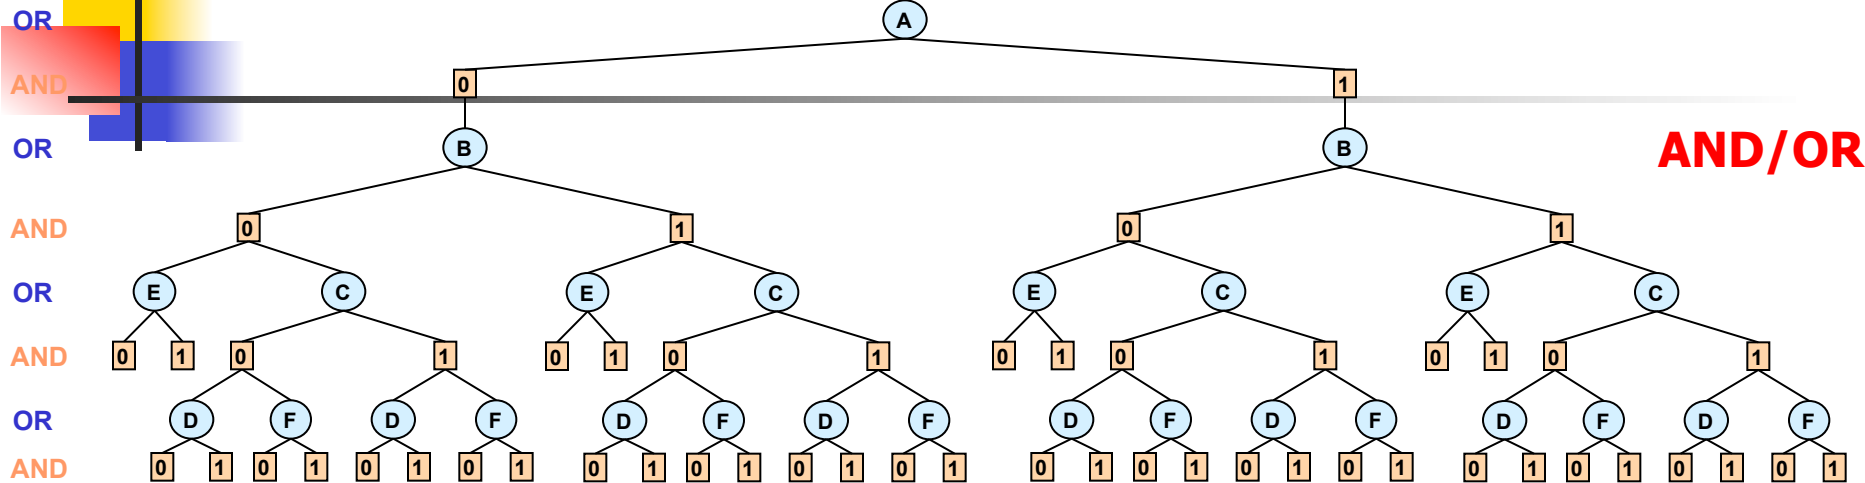 OR A
AND 0 1
OR B B
AND/OR
AND 0 1 0 1
OR E C E C E C E C
AND 0 1 0 1 0 1 0 1 0 1 0 1 0 1 0 1
OR D F D F D F D F D F D F D F D F
AND 0 1 0 1 0 1 0 1 0 1 0 1 0 1 0 1 0 1 0 1 0 1 0 1 0 1 0 1 0 1 0 1